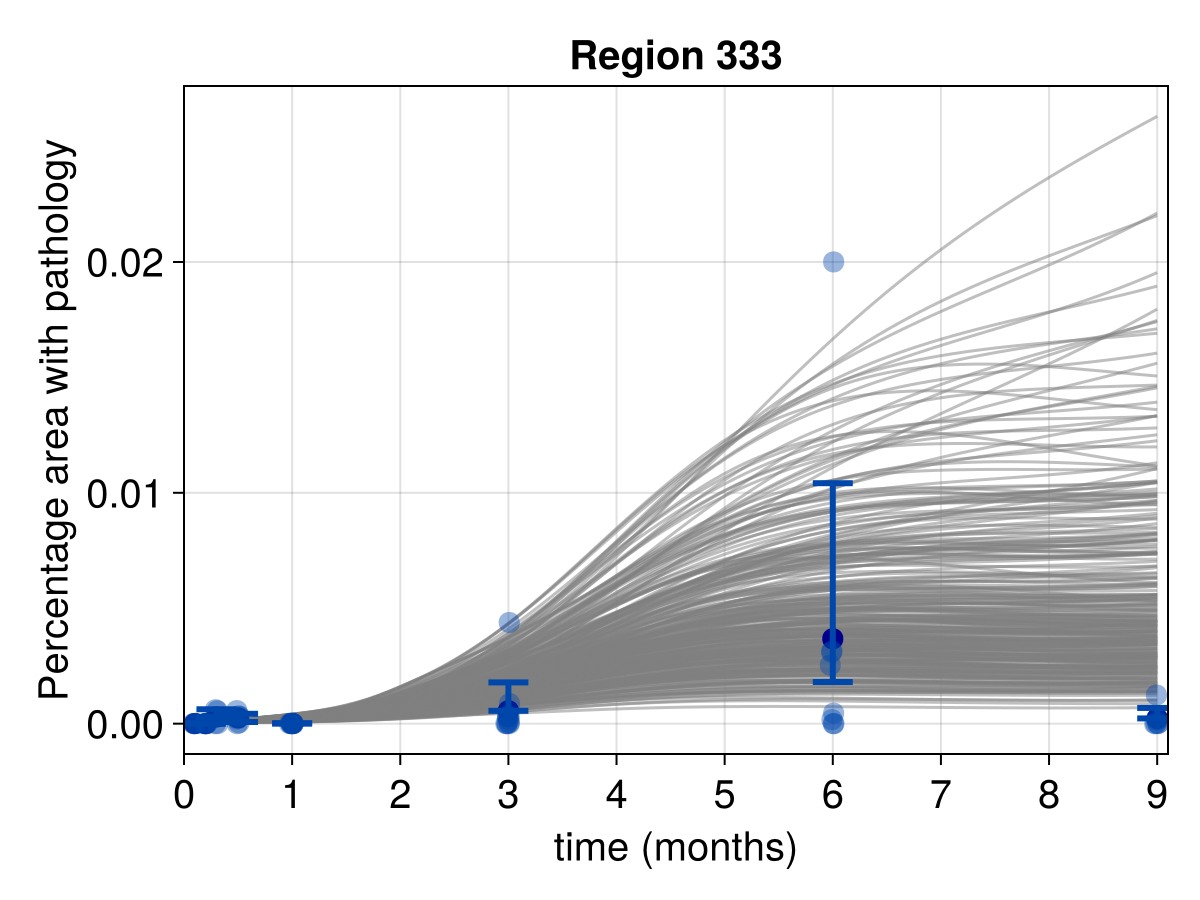 Region 333
Percentage area with pathology
0.02
0.01
0.00
0 1 2 3 4 5 6 7 8 9
time (months)